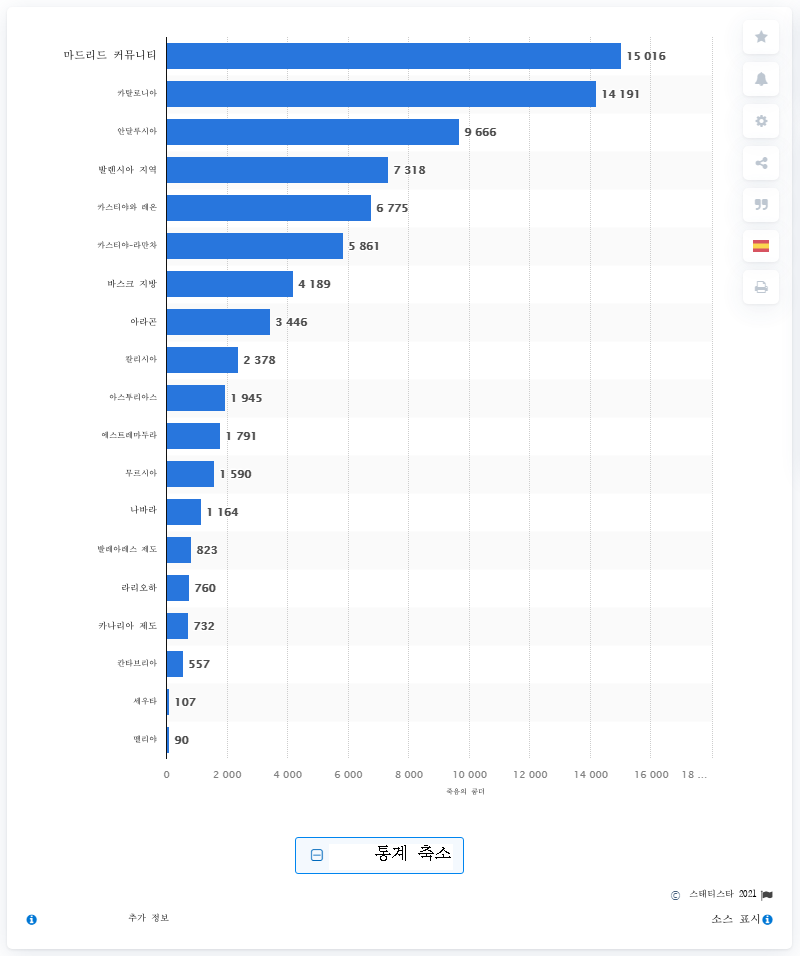 마드리드 커뮤니티 15 016
카탈로니아 14 191
안달루시아 9 666
발렌시아 지역 7 318
카스티야와 레온 6 775
카스티야-라만차 5 861
바스크 지방 4 189
아라곤 3 446
갈리시아 2 378
아스투리아스 1 945
에스트레마두라 1 791
무르시아 1 590
나바라 1 164
발레아레스 제도 823
라리오하 760
카나리아 제도 732
칸타브리아 557
세우타 107
멜리야 90
0 2 000 4 000 6 000 8 000 10 000 12 000 14 000 16 000 18 ...
죽음의
통계 축소
© 스태티스타 2021
추가 정보
소스 표시